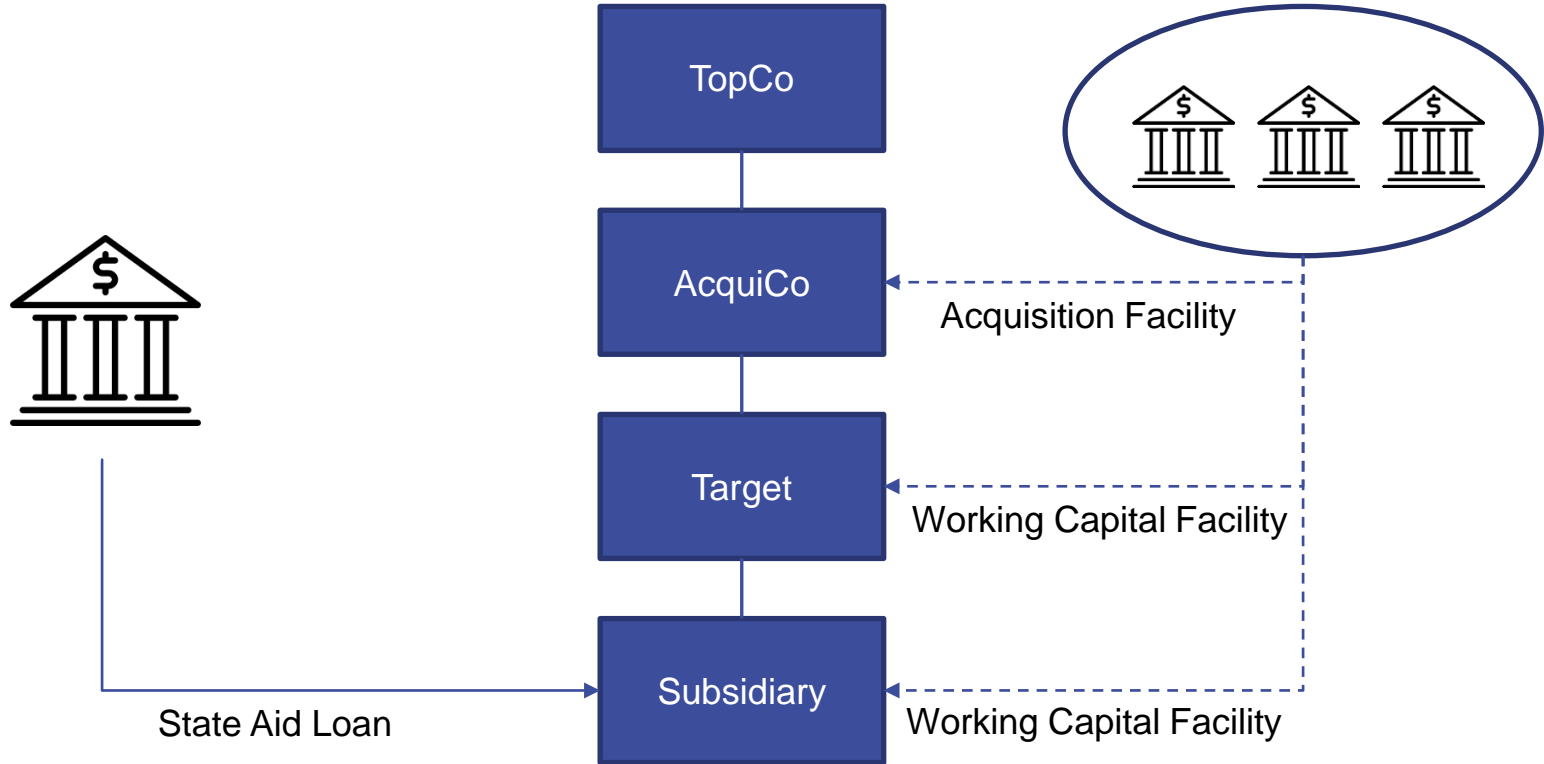 TopCo
$ $ $
$
AcquiCo
Acquisition Facility
Target
Working Capital Facility
Subsidiary
State Aid Loan
Working Capital Facility